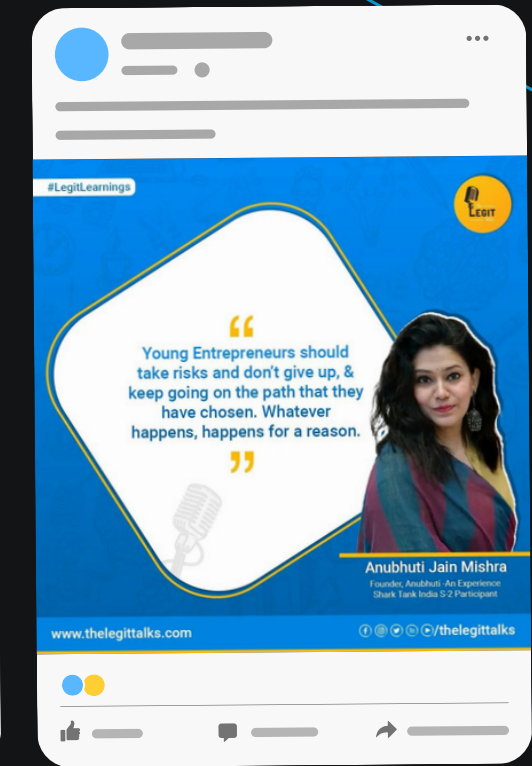 #LegitLearnings
LEGIT
“
Young Entrepreneurs should
take risks and don't give up, &
keep going on the path that they
have chosen. Whatever
happens, happens for a reason.
”
Anubhuti Jain Mishra
Founder, Anubhuti -An Experience
Shark Tank India S-2 Participant
www.thelegittalks.com
/thelegittalks